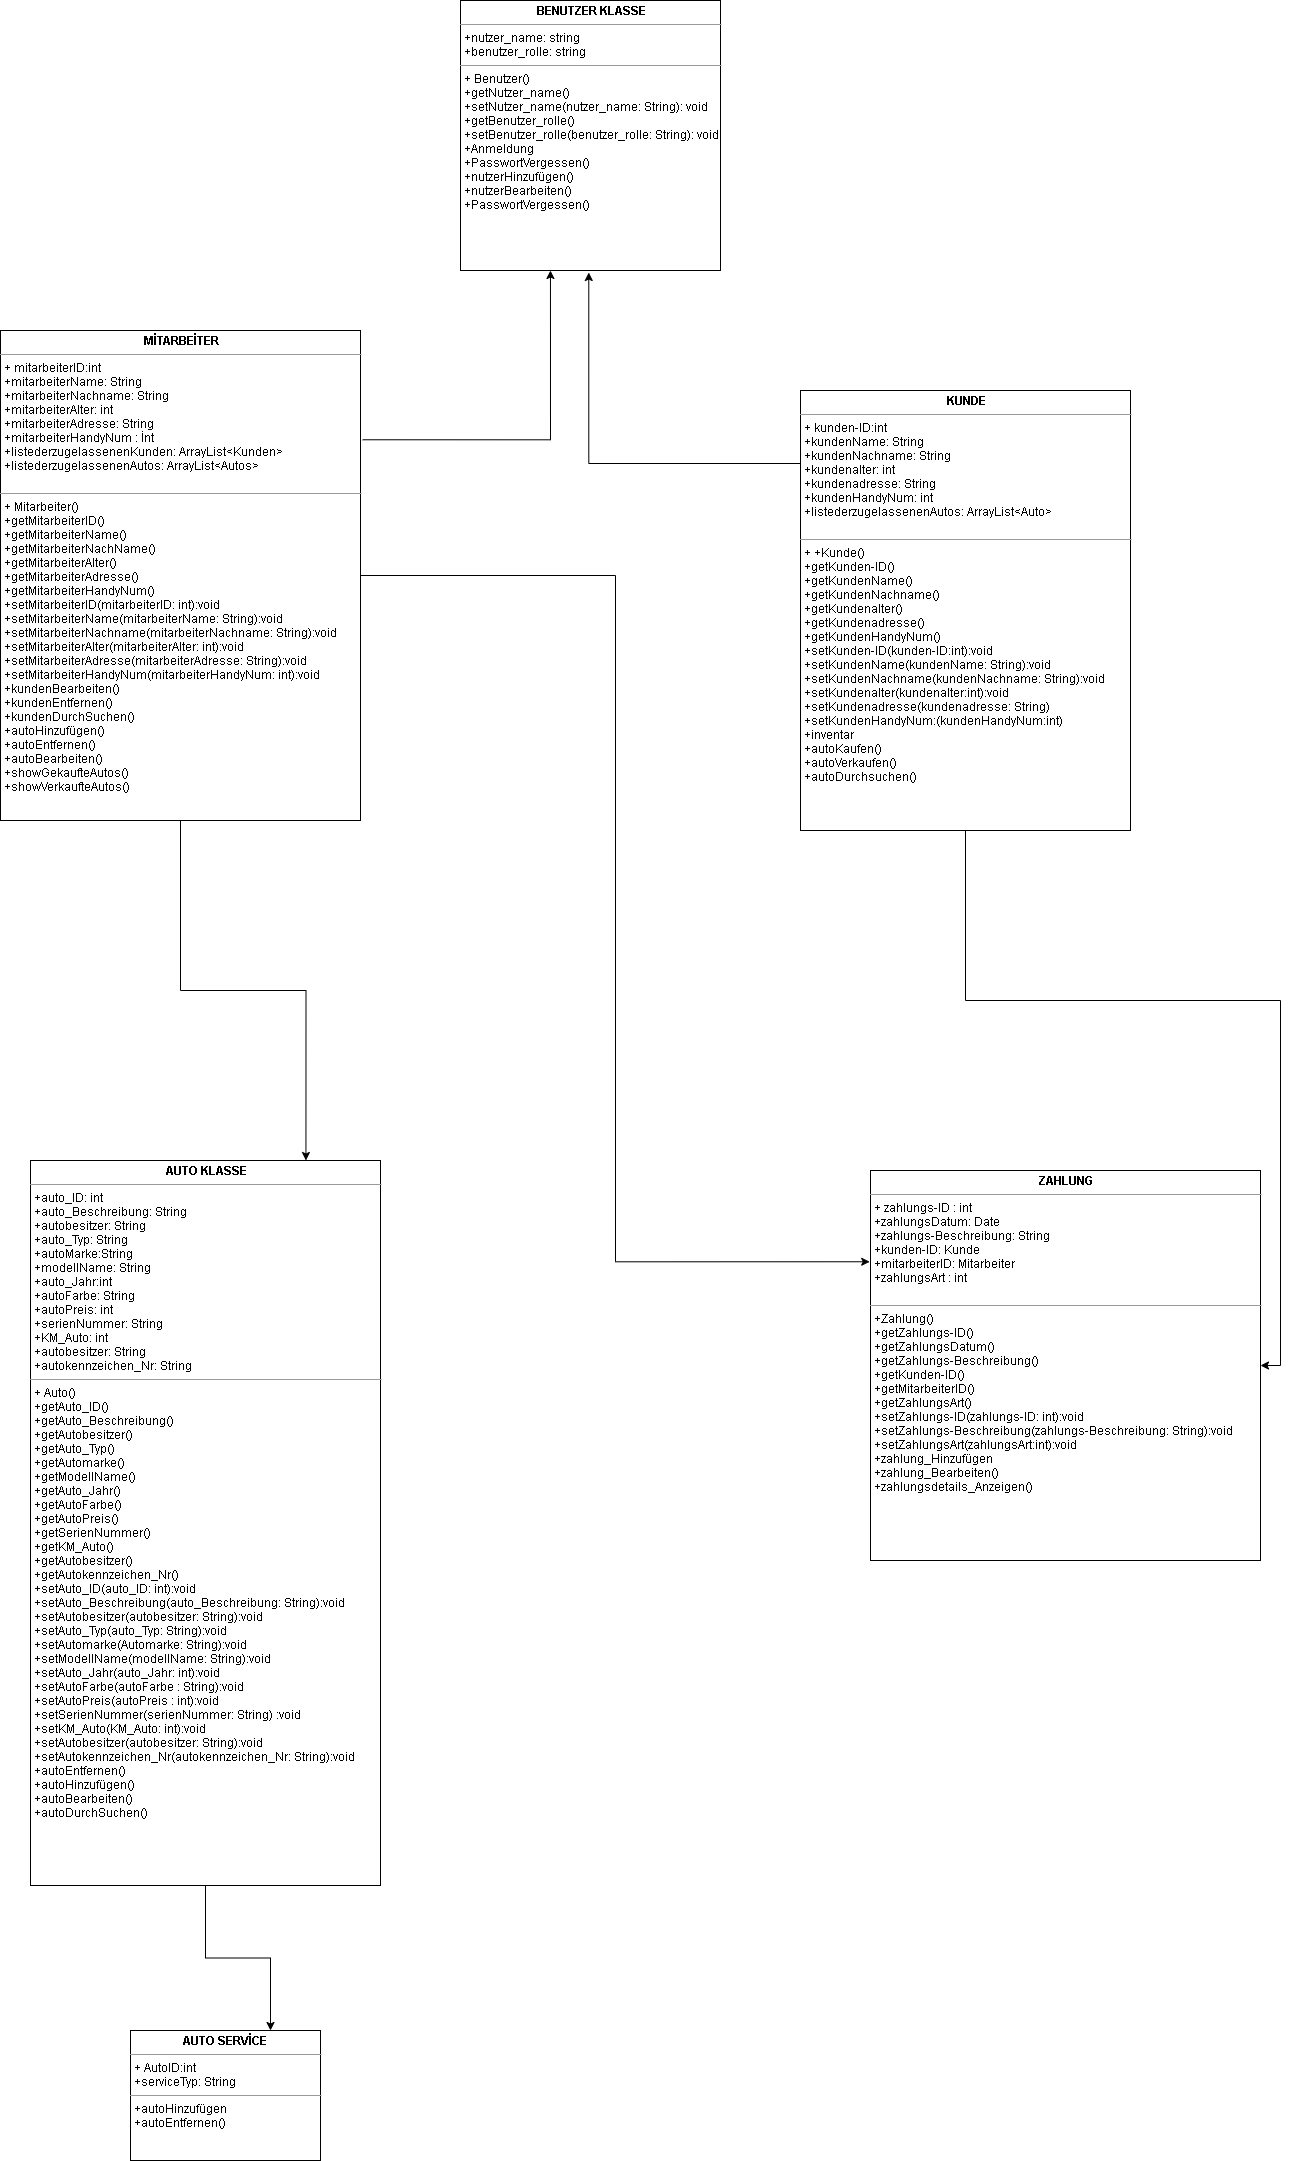 BENUTZER KLASSE
+nutzer_name: string
+benutzer_rolle: string
+ Benutzer()
+getNutzer_name()
+setNutzer_name(nutzer_name: String): void
+getBenutzer_rolle()
+setBenutzer_rolle(benutzer_rolle: String): void
+Anmeldung
+PasswortVergessen()
+nutzerHinzufügen()
+nutzerBearbeiten()
+PasswortVergessen()
MİTARBEİTER
+ mitarbeiterID:int
+mitarbeiterName: String
+mitarbeiterNachname: String
+mitarbeiterAlter: int
+mitarbeiterAdresse: String
+mitarbeiterHandyNum : İnt
+listederzugelassenenKunden: ArrayList<Kunden>
+listederzugelassenenAutos: ArrayList<Autos>
+ Mitarbeiter()
+getMitarbeiterID()
+getMitarbeiterName()
+getMitarbeiterNachName()
+getMitarbeiterAlter()
+getMitarbeiterAdresse()
+getMitarbeiterHandyNum()
+setMitarbeiterID(mitarbeiterID: int):void
+setMitarbeiterName(mitarbeiterName: String):void
+setMitarbeiterNachname(mitarbeiterNachname: String):void
+setMitarbeiterAlter(mitarbeiterAlter: int):void
+setMitarbeiterAdresse(mitarbeiterAdresse: String):void
+setMitarbeiterHandyNum(mitarbeiterHandyNum: int):void
+kundenBearbeiten()
+kundenEntfernen()
+kundenDurchSuchen()
+autoHinzufügen()
+autoEntfernen()
+autoBearbeiten()
+showGekaufteAutos()
+showVerkaufteAutos()
KUNDE
+ kunden-ID:int
+kundenName: String
+kundenNachname: String
+kundenalter: int
+kundenadresse: String
+kundenHandyNum: int
+listederzugelassenenAutos: ArrayList<Auto>
+ +Kunde()
+getKunden-ID()
+getKundenName()
+getKundenNachname()
+getKundenalter()
+getKundenadresse()
+getKundenHandyNum()
+setKunden-ID(kunden-ID:int):void
+setKundenName(kundenName: String):void
+setKundenNachname(kundenNachname: String):void
+setKundenalter(kundenalter:int):void
+setKundenadresse(kundenadresse: String)
+setKundenHandyNum:(kundenHandyNum:int)
+inventar
+autoKaufen()
+autoVerkaufen()
+autoDurchsuchen()
AUTO KLASSE
+auto_ID: int
+auto_Beschreibung: String
+autobesitzer: String
+auto_Typ: String
+autoMarke:String
+modellName: String
+auto_Jahr:int
+autoFarbe: String
+autoPreis: int
+serienNummer: String
+KM_Auto: int
+autobesitzer: String
+autokennzeichen_Nr: String
+ Auto()
+getAuto_ID()
+getAuto_Beschreibung()
+getAutobesitzer()
+getAuto_Typ()
+getAutomarke()
+getModellName()
+getAuto_Jahr()
+getAutoFarbe()
+getAutoPreis()
+getSerienNummer()
+getKM_Auto()
+getAutobesitzer()
+getAutokennzeichen_Nr()
+setAuto_ID(auto_ID: int):void
+setAuto_Beschreibung(auto_Beschreibung: String):void
+setAutobesitzer(autobesitzer: String):void
+setAuto_Typ(auto_Typ: String):void
+setAutomarke(Automarke: String):void
+setModellName(modellName: String):void
+setAuto_Jahr(auto_Jahr: int):void
+setAutoFarbe(autoFarbe : String):void
+setAutoPreis(autoPreis : int):void
+setSerienNummer(serienNummer: String) :void
+setKM_Auto(KM_Auto: int):void
+setAutobesitzer(autobesitzer: String):void
+setAutokennzeichen_Nr(autokennzeichen_Nr: String):void
+autoEntfernen()
+autoHinzufügen()
+autoBearbeiten()
+autoDurchSuchen()
ZAHLUNG
+ zahlungs-ID : int
+zahlungsDatum: Date
+zahlungs-Beschreibung: String
+kunden-ID: Kunde
+mitarbeiterID: Mitarbeiter
+zahlungsArt : int
+Zahlung()
+getZahlungs-ID()
+getZahlungsDatum()
+getZahlungs-Beschreibung()
+getKunden-ID()
+getMitarbeiterID()
+getZahlungsArt()
+setZahlungs-ID(zahlungs-ID: int):void
+setZahlungs-Beschreibung(zahlungs-Beschreibung: String):void
+setZahlungsArt(zahlungsArt:int):void
+zahlung_Hinzufügen
+zahlung_Bearbeiten()
+zahlungsdetails_Anzeigen()
AUTO SERVİCE
+ AutoID:int
+serviceTyp: String
+autoHinzufügen
+autoEntfernen()